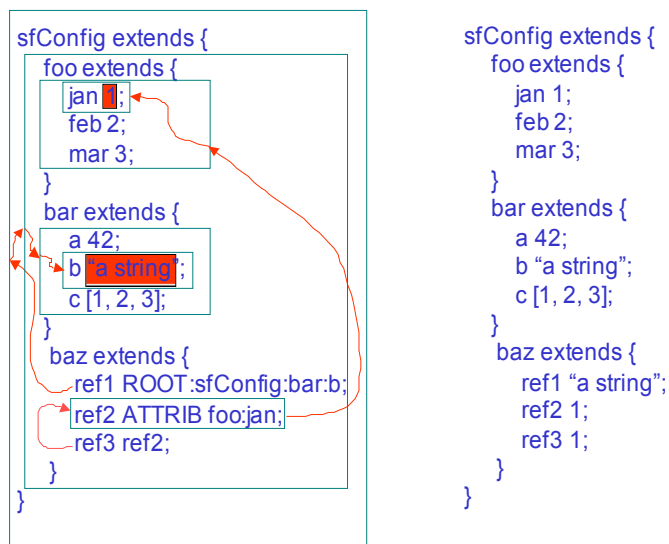 sfConfig extends {
foo extends {
jan 1;
feb 2;
mar 3;
}
bar extends {
a 42;
b “a string”;
c [1, 2, 3];
}
baz extends {
ref1 ROOT:sfConfig:bar:b;
ref2 ATTRIB foo:jan;
ref3 ref2;
}
}
sfConfig extends {
foo extends {
jan 1;
feb 2;
mar 3;
}
bar extends {
a 42;
b “a string”;
c [1, 2, 3];
}
baz extends {
ref1 “a string”;
ref2 1;
ref3 1;
}
}